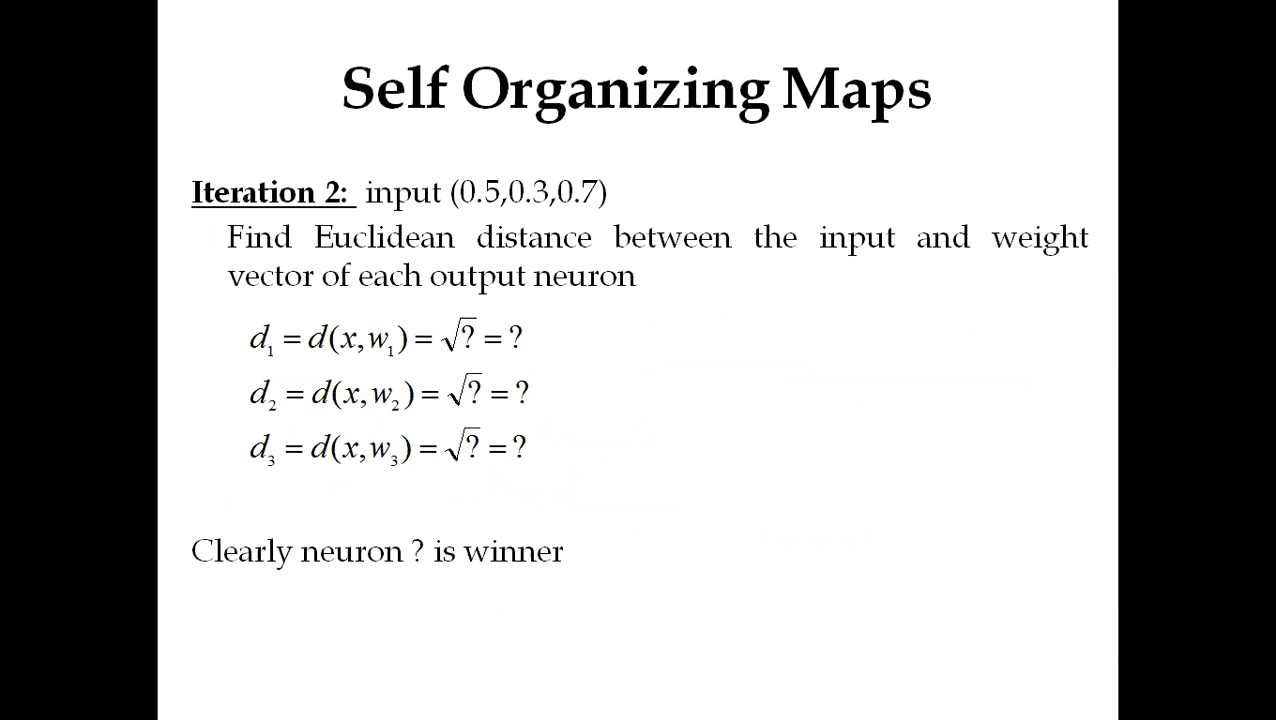 Self Organizing Maps
Iteration 2: input (0.5,0.3,0.7)
Find Euclidean distance between the input and weight
vector of each output neuron
d₁ = d(x,w₁) = √? = ?
d₂ = d(x,w₂) = √? = ?
d₃ = d(x,w₃) = √? = ?
Clearly neuron ? is winner